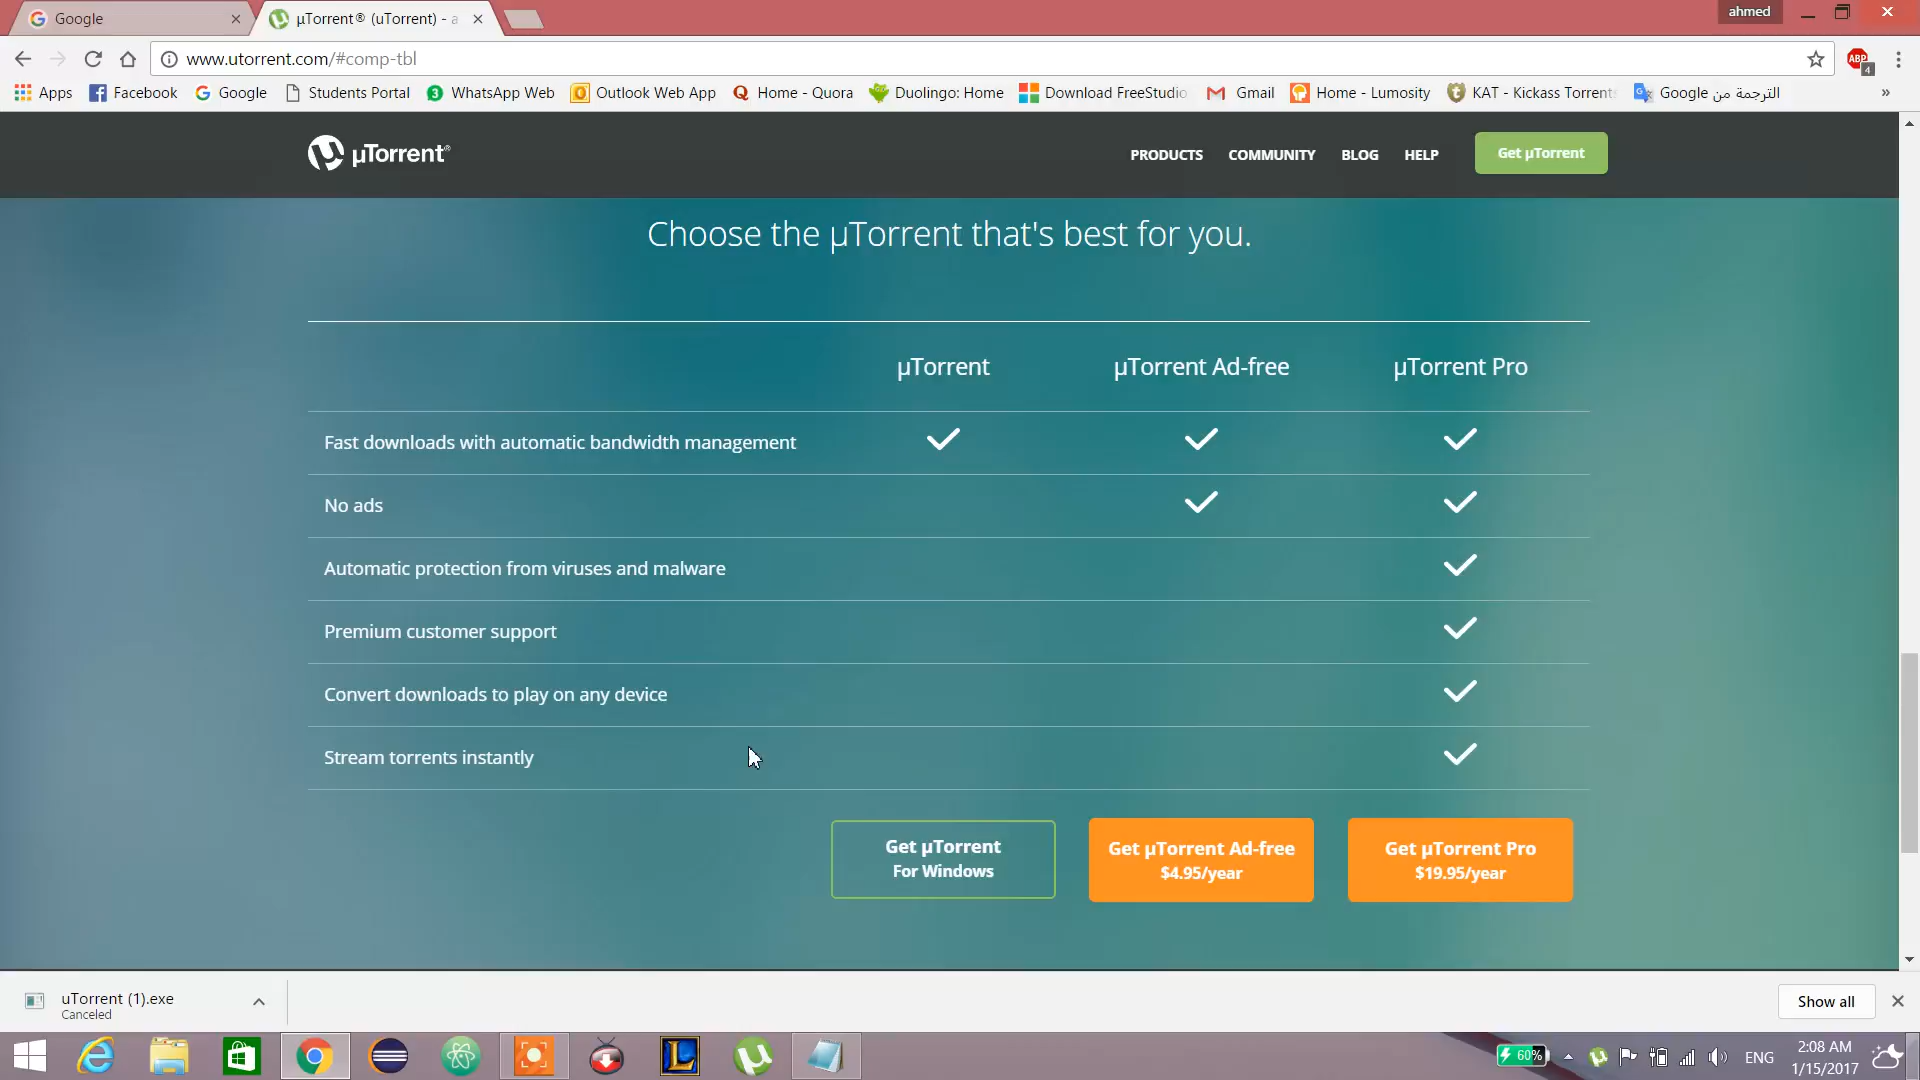 Google
µTorrent® (uTorrent) - a
ahmed
www.utorrent.com/#comp-tbl
ABP
4
Apps
Facebook
Google
Students Portal
3
WhatsApp Web
Outlook Web App
Home - Quora
Duolingo: Home
Download FreeStudio
Gmail
Home - Lumosity
KAT - Kickass Torrents
الترجمة من Google
»
µTorrent®
PRODUCTS
COMMUNITY
BLOG
HELP
Get µTorrent
Choose the µTorrent that's best for you.
µTorrent
µTorrent Ad-free
µTorrent Pro
Fast downloads with automatic bandwidth management
No ads
Automatic protection from viruses and malware
Premium customer support
Convert downloads to play on any device
Stream torrents instantly
Get µTorrent
For Windows
Get µTorrent Ad-free
$4.95/year
Get µTorrent Pro
$19.95/year
uTorrent (1).exe
Canceled
Show all
60%
ENG
2:08 AM
1/15/2017